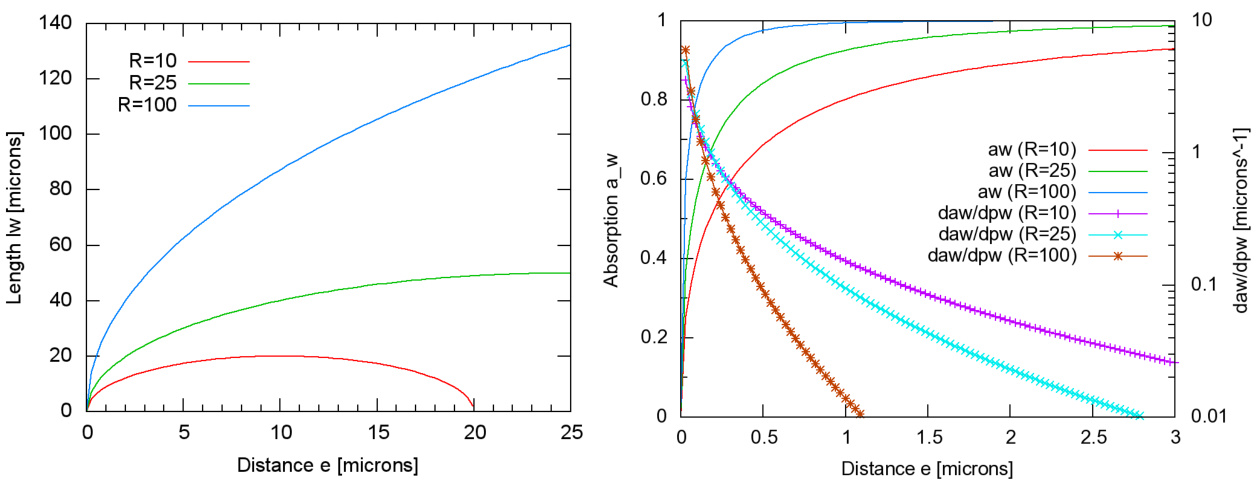 140
120
100
80
60
40
20
0
Length lw [microns]
R=10
R=25
R=100
0 5 10 15 20 25
Distance e [microns]
1
0.8
0.6
0.4
0.2
0
Absorption a_w
aw (R=10)
aw (R=25)
aw (R=100)
daw/dpw (R=10)
daw/dpw (R=25)
daw/dpw (R=100)
10
1
0.1
0.01
daw/dpw [microns^-1]
0 0.5 1 1.5 2 2.5 3
Distance e [microns]